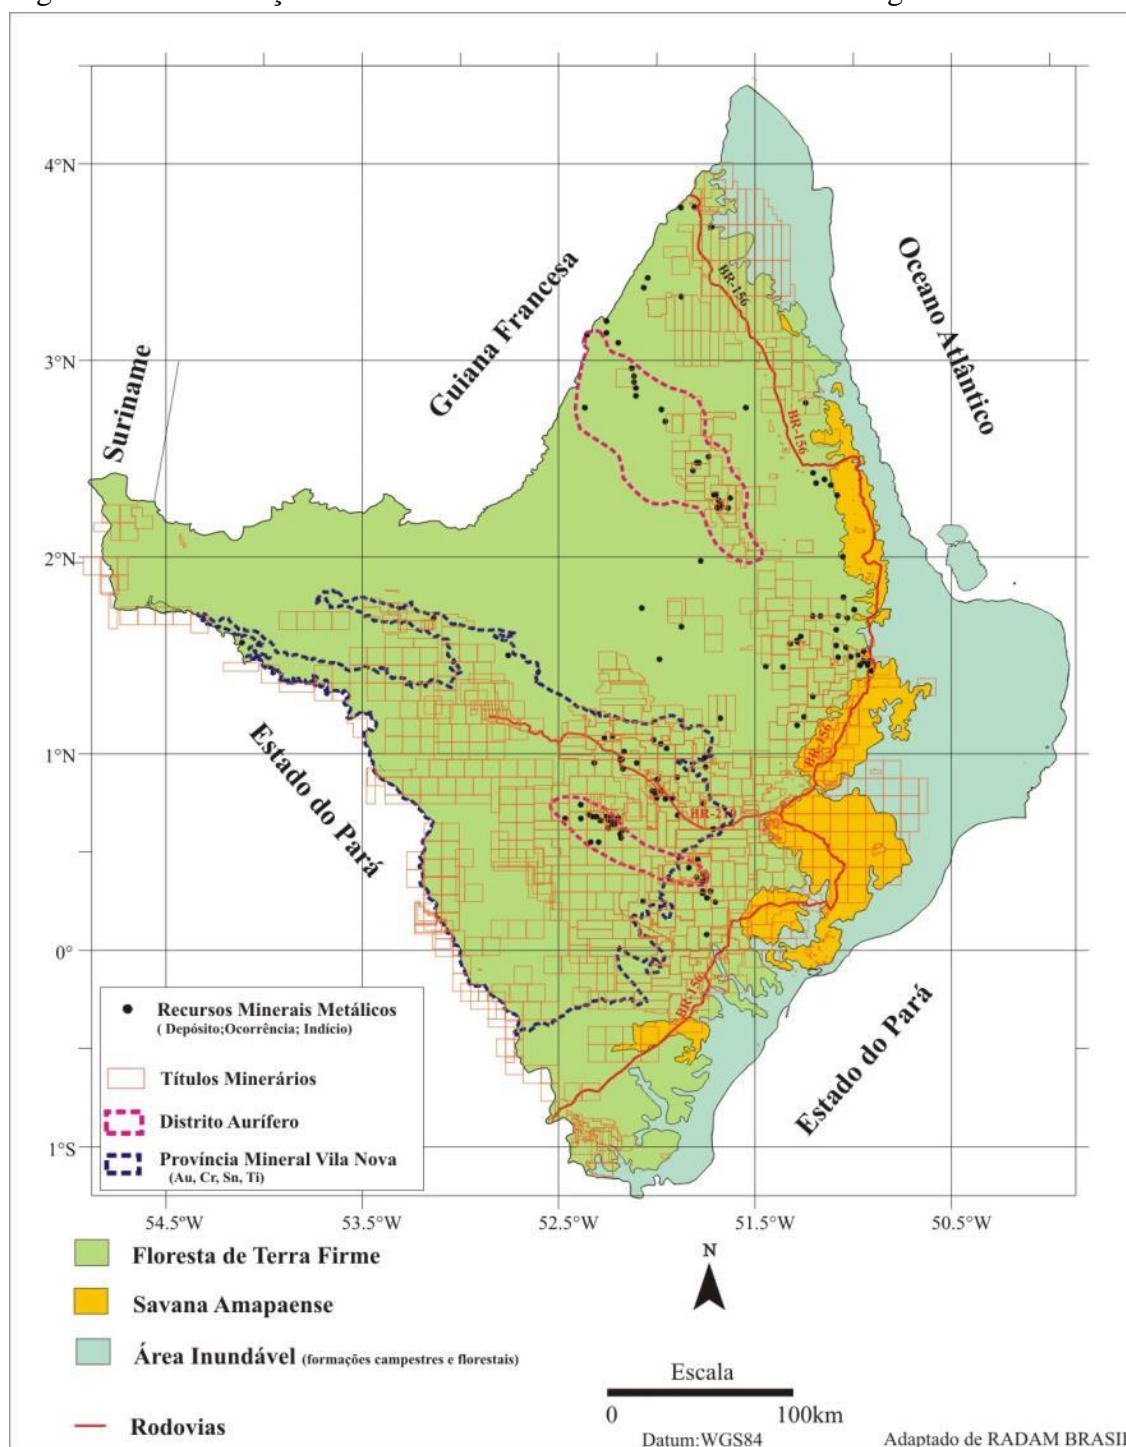 4°N
3°N
2°N
1°N
0°
1°S
Suriname
Guiana Francesa
Oceano Atlântico
BR-156
BR-156
BR-156
BR-210
BR-156
Estado do Pará
Estado do Pará
Recursos Minerais Metálicos
( Depósito;Ocorrência; Indício)
Títulos Minerários
Distrito Aurífero
Província Mineral Vila Nova
(Au, Cr, Sn, Ti)
54.5°W
53.5°W
52.5°W
51.5°W
50.5°W
Floresta de Terra Firme
Savana Amapaense
Área Inundável (formações campestres e florestais)
Rodovias
N
Escala
0 100km
Datum:WGS84
Adaptado de RADAM BRASI